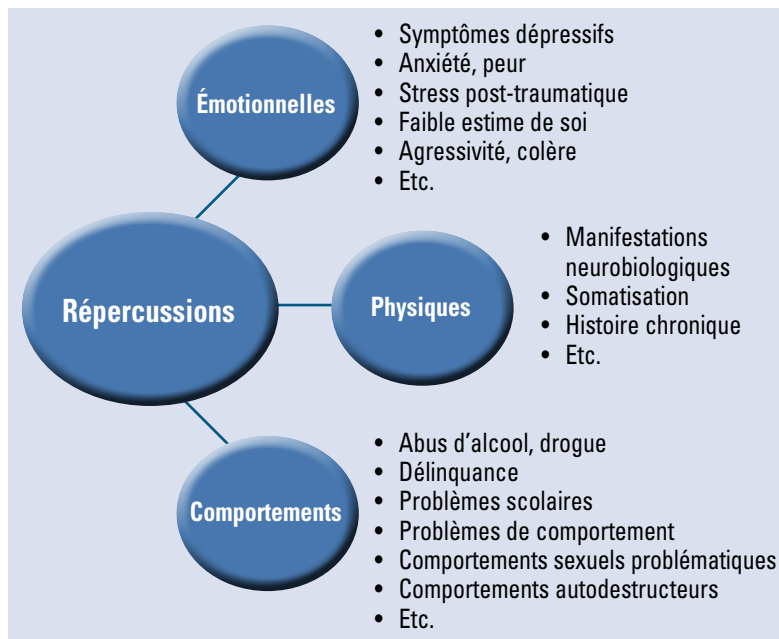 Répercussions
Émotionnelles
• Symptômes dépressifs
• Anxiété, peur
• Stress post-traumatique
• Faible estime de soi
• Agressivité, colère
• Etc.
Physiques
• Manifestations
neurobiologiques
• Somatisation
• Histoire chronique
• Etc.
Comportements
• Abus d'alcool, drogue
• Délinquance
• Problèmes scolaires
• Problèmes de comportement
• Comportements sexuels problématiques
• Comportements autodestructeurs
• Etc.